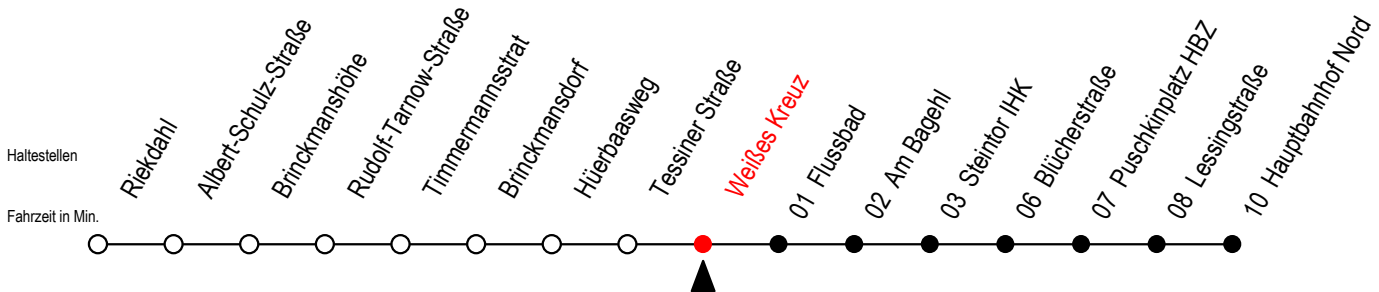 Haltestellen
Fahrzeit in Min.
Riekdahl
Albert-Schulz-Straße
Brinckmanshöhe
Rudolf-Tarnow-Straße
Timmermannsstrat
Brinckmansdorf
Hüerbaasweg
Tessiner Straße
Weißes Kreuz
01 Flussbad
02 Am Bagehl
03 Steintor IHK
06 Blücherstraße
07 Puschkinplatz HBZ
08 Lessingstraße
10 Hauptbahnhof Nord